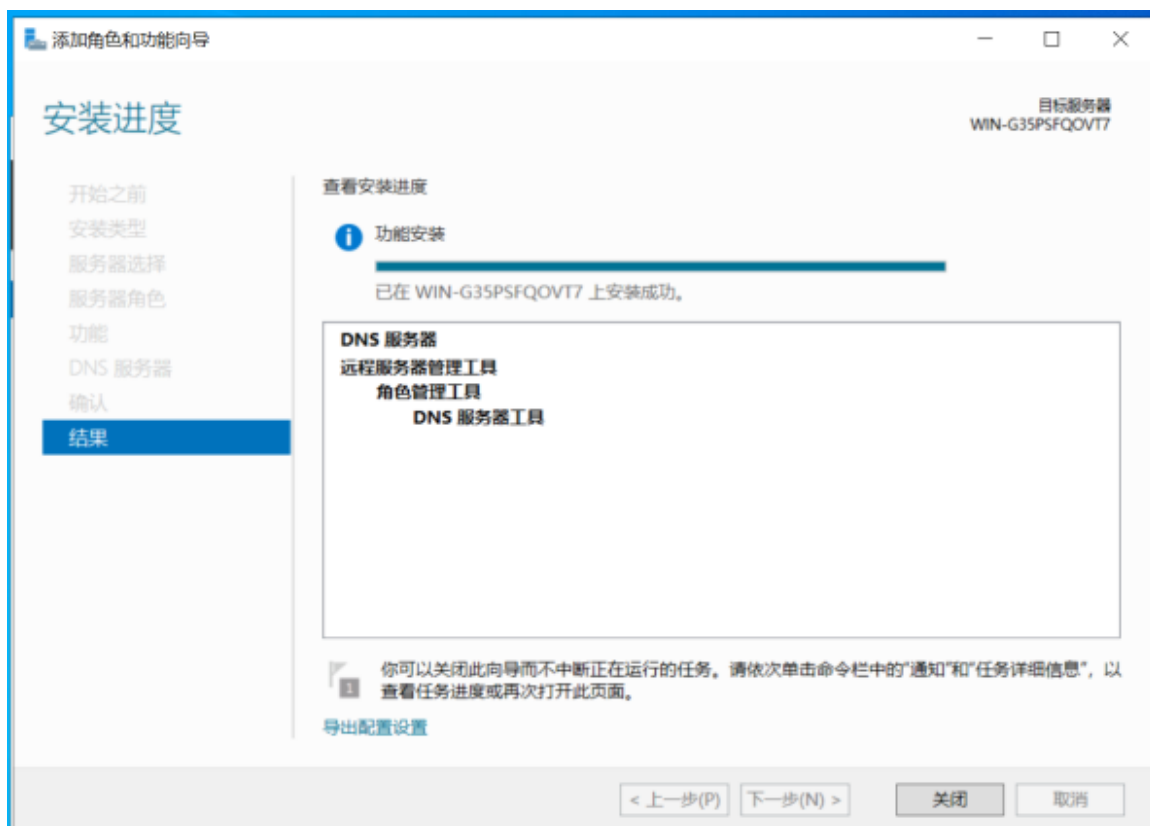 添加角色和功能向导
安装进度
目标服务器
WIN-G35PSFQOVT7
开始之前
安装类型
服务器选择
服务器角色
功能
DNS 服务器
确认
结果
查看安装进度
功能安装
已在 WIN-G35PSFQOVT7 上安装成功。
DNS 服务器
远程服务器管理工具
角色管理工具
DNS 服务器工具
1
你可以关闭此向导而不中断正在运行的任务。请依次单击命令栏中的"通知"和"任务详细信息"，以
查看任务进度或再次打开此页面。
导出配置设置
< 上一步(P)
下一步(N) >
关闭
取消